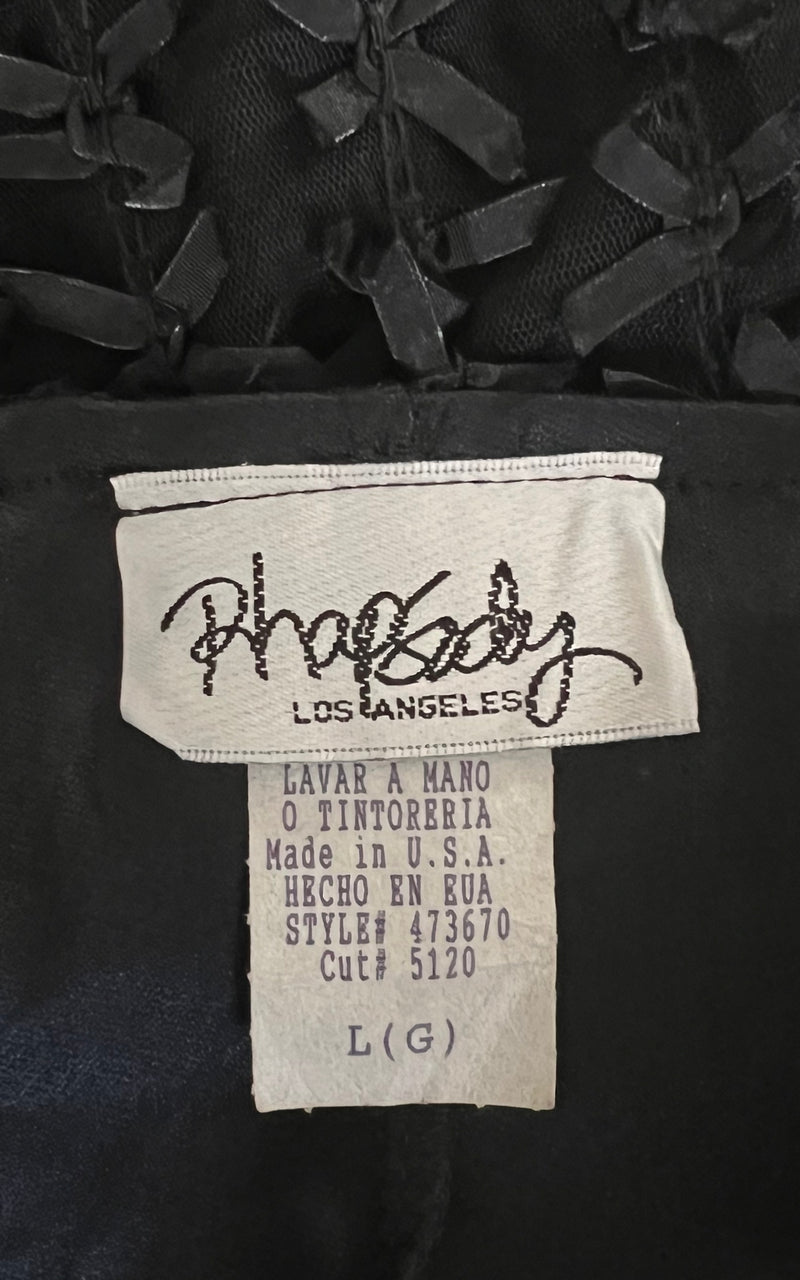 Rhapsody
LOS ANGELES
LAVAR A MANO
O TINTORERIA
Made in U.S.A.
HECHO EN EUA
STYLE# 473670
Cut# 5120
L(G)